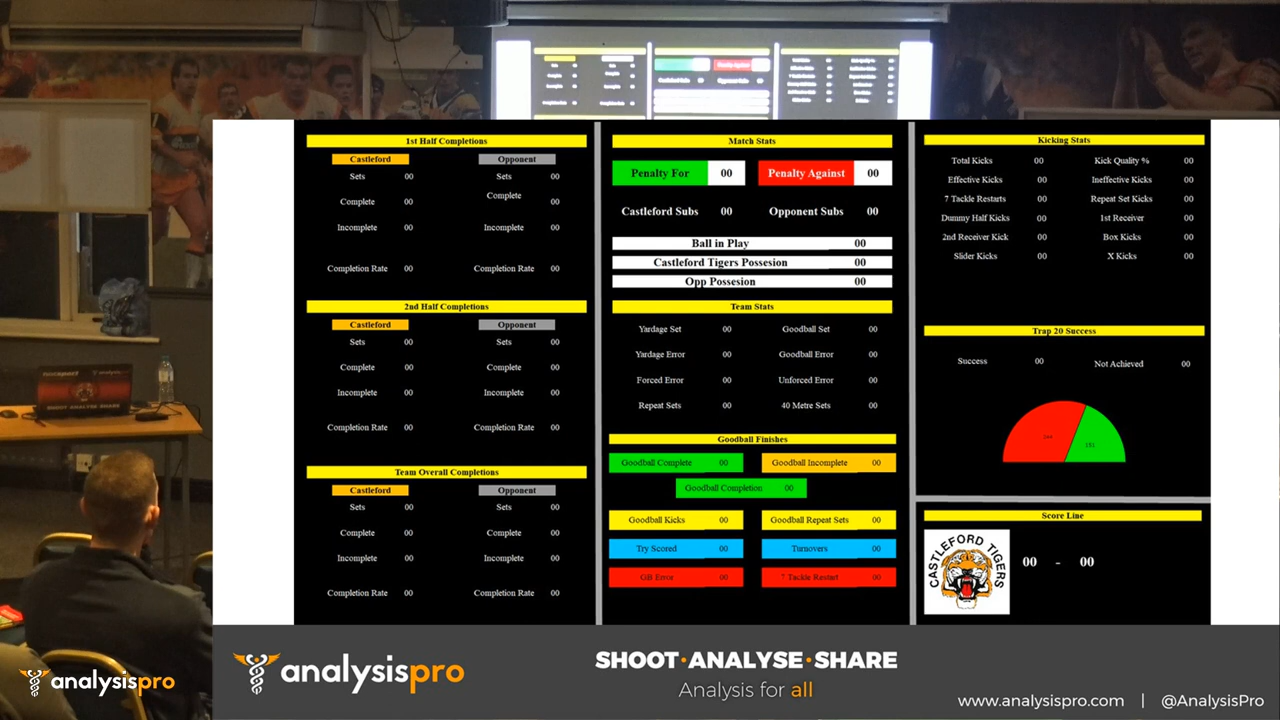 1st Half Completions
Castleford Opponent
Sets 00 Sets 00
Complete 00 Complete 00
Incomplete 00 Incomplete 00
Completion Rate 00 Completion Rate 00
2nd Half Completions
Castleford Opponent
Sets 00 Sets 00
Complete 00 Complete 00
Incomplete 00 Incomplete 00
Completion Rate 00 Completion Rate 00
Team Overall Completions
Castleford Opponent
Sets 00 Sets 00
Complete 00 Complete 00
Incomplete 00 Incomplete 00
Completion Rate 00 Completion Rate 00
Match Stats
Penalty For 00 Penalty Against 00
Castleford Subs 00 Opponent Subs 00
Ball in Play 00
Castleford Tigers Possesion 00
Opp Possesion 00
Team Stats
Yardage Set 00 Goodball Set 00
Yardage Error 00 Goodball Error 00
Forced Error 00 Unforced Error 00
Repeat Sets 00 40 Metre Sets 00
Goodball Finishes
Goodball Complete 00 Goodball Incomplete 00
Goodball Completion 00
Goodball Kicks 00 Goodball Repeat Sets 00
Try Scored 00 Turnovers 00
GB Error 00 7 Tackle Restart 00
Kicking Stats
Total Kicks 00 Kick Quality % 00
Effective Kicks 00 Ineffective Kicks 00
7 Tackle Restarts 00 Repeat Set Kicks 00
Dummy Half Kicks 00 1st Receiver 00
2nd Receiver Kick 00 Box Kicks 00
Slider Kicks 00 X Kicks 00
Trap 20 Success
Success 00 Not Achieved 00
Score Line
CASTLEFORD TIGERS
00 - 00
SHOOT ANALYSE SHARE
analysispro
analysispro
SHOOT·ANALYSE·SHARE
Analysis for all
www.analysispro.com | @AnalysisPro